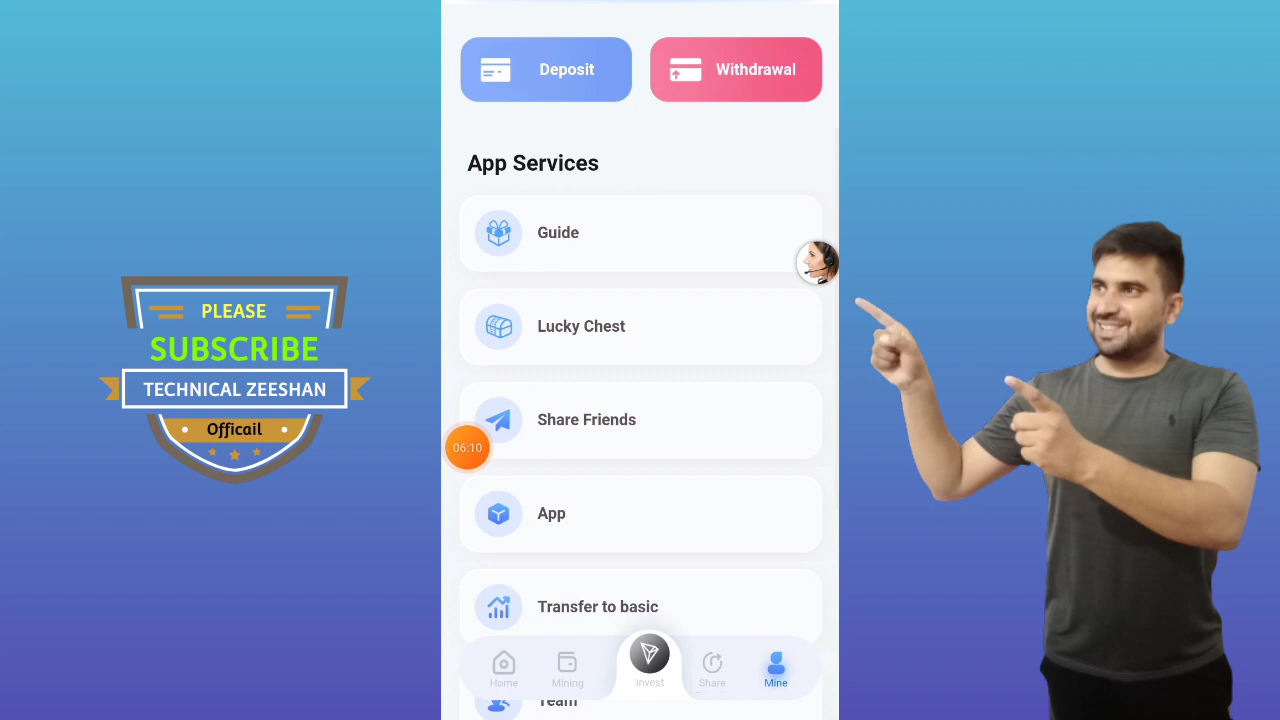 PLEASE
SUBSCRIBE
TECHNICAL ZEESHAN
Officail
Deposit
Withdrawal
App Services
Guide
Lucky Chest
Share Friends
06:10
App
Transfer to basic
Home
Mining
Invest
Share
Mine
Team